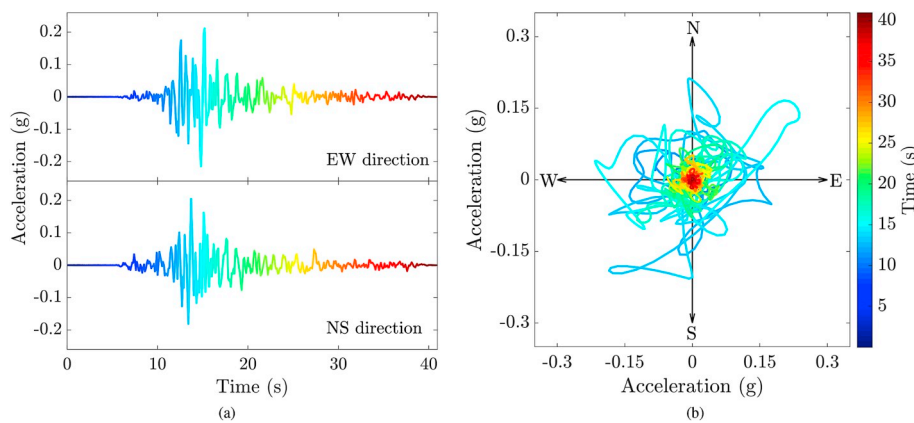 0.2
0.1
0
-0.1
-0.2
EW direction
0.2
0.1
0
-0.1
-0.2
NS direction
Acceleration (g)
0 10 20 30 40
Time (s)
(a)
0.3
0.15
0
-0.15
-0.3
Acceleration (g)
N
W E
S
-0.3 -0.15 0 0.15 0.3
Acceleration (g)
(b)
40
35
30
25
20
15
10
5
0
Time (s)